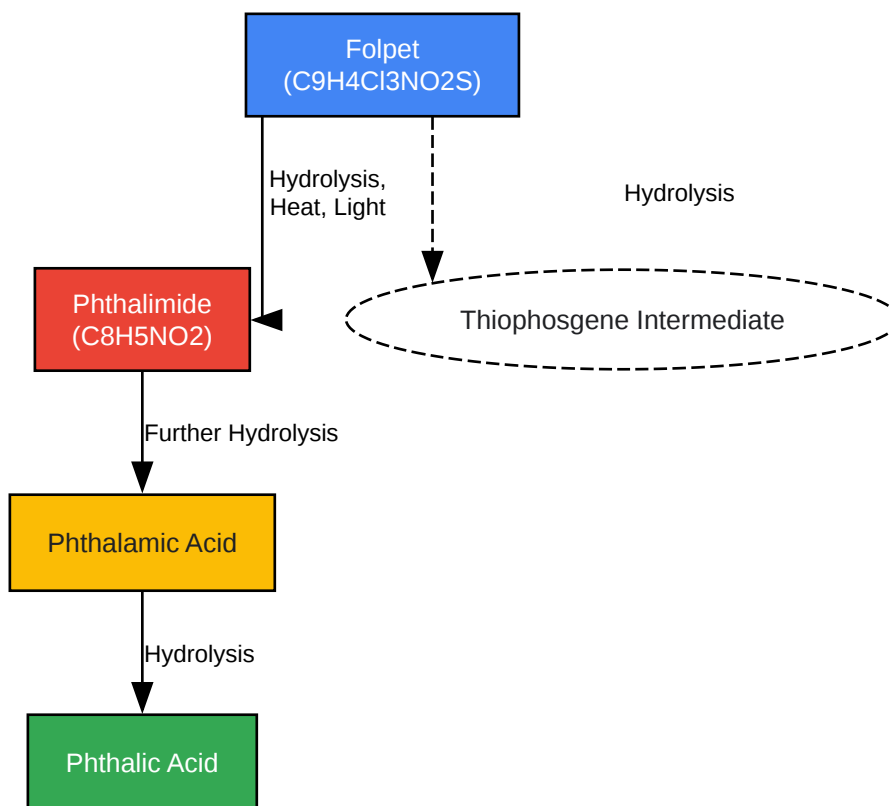 Folpet
(C9H4Cl3NO2S)
Hydrolysis,
Heat, Light
Hydrolysis
Phthalimide
(C8H5NO2)
Thiophosgene Intermediate
Further Hydrolysis
Phthalamic Acid
Hydrolysis
Phthalic Acid